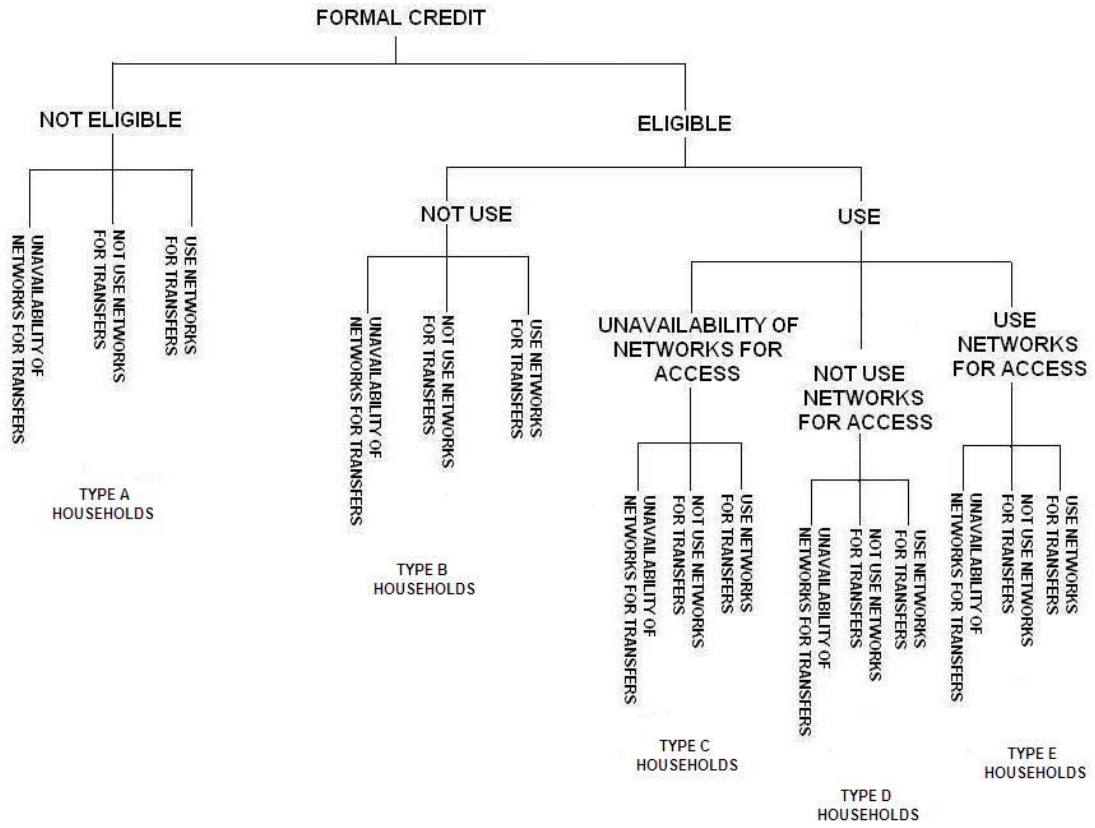 FORMAL CREDIT
NOT ELIGIBLE
ELIGIBLE
UNAVAILABILITY OF
NETWORKS FOR TRANSFERS
NOT USE NETWORKS
FOR TRANSFERS
USE NETWORKS
FOR TRANSFERS
TYPE A
HOUSEHOLDS
NOT USE
USE
UNAVAILABILITY OF
NETWORKS FOR TRANSFERS
NOT USE NETWORKS
FOR TRANSFERS
USE NETWORKS
FOR TRANSFERS
TYPE B
HOUSEHOLDS
UNAVAILABILITY OF
NETWORKS FOR
ACCESS
NOT USE
NETWORKS
FOR ACCESS
USE
NETWORKS
FOR ACCESS
UNAVAILABILITY OF
NETWORKS FOR TRANSFERS
NOT USE NETWORKS
FOR TRANSFERS
USE NETWORKS
FOR TRANSFERS
TYPE C
HOUSEHOLDS
UNAVAILABILITY OF
NETWORKS FOR TRANSFERS
NOT USE NETWORKS
FOR TRANSFERS
USE NETWORKS
FOR TRANSFERS
TYPE D
HOUSEHOLDS
UNAVAILABILITY OF
NETWORKS FOR TRANSFERS
NOT USE NETWORKS
FOR TRANSFERS
USE NETWORKS
FOR TRANSFERS
TYPE E
HOUSEHOLDS